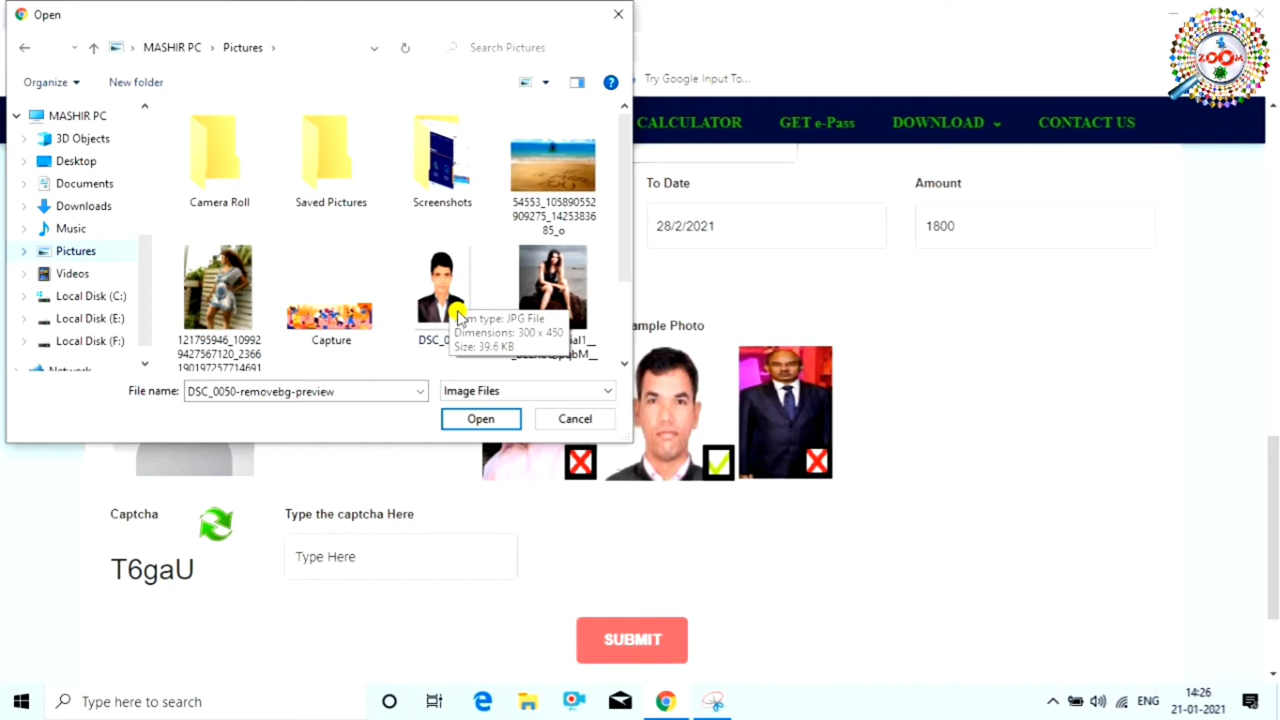 Open
MASHIR PC
Pictures
Search Pictures
ZOOM
Organize
New folder
Try Google Input To...
CALCULATOR
GET e-Pass
DOWNLOAD
CONTACT US
MASHIR PC
3D Objects
Desktop
Documents
Downloads
Music
Pictures
Videos
Local Disk (C:)
Local Disk (E:)
Local Disk (F:)
Camera Roll
Saved Pictures
Screenshots
54553_105890552
909275_14253836
85_o
121795946_10992
9427567120_2366
190197257714691
Capture
type: JPG File
Dimensions: 300 x 450
Size: 39.6 KB
File name:
DSC_0050-removebg-preview
Image Files
Open
Cancel
To Date
Amount
28/2/2021
1800
Photo
Captcha
Type the captcha Here
T6gaU
Type Here
SUBMIT
Type here to search
ENG
14:26
21-01-2021